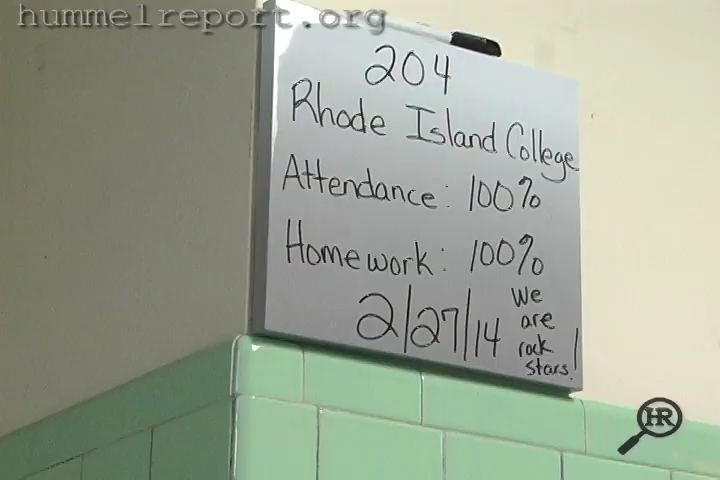 hummelreport.org
204
Rhode Island College
Attendance: 100%
Homework: 100%
2/27/14
We
are
rock
stars!
HR